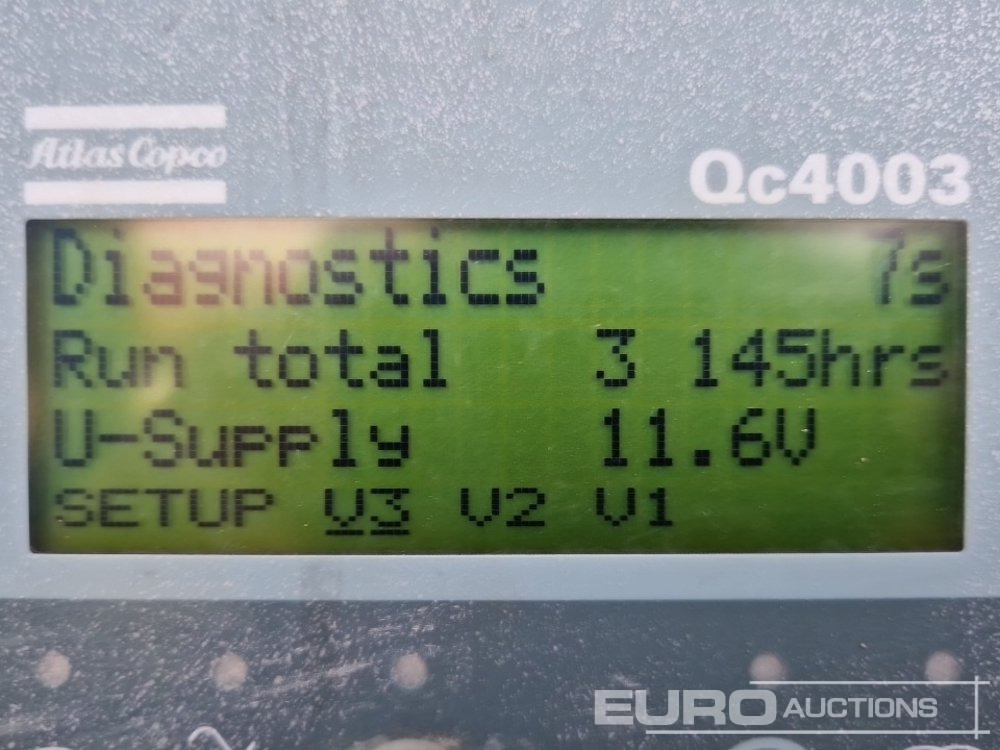 Atlas Copco
Qc4003
Diagnostics 7s
Run total 3 145hrs
U-Supply 11.6V
SETUP V3 V2 V1
EURO AUCTIONS